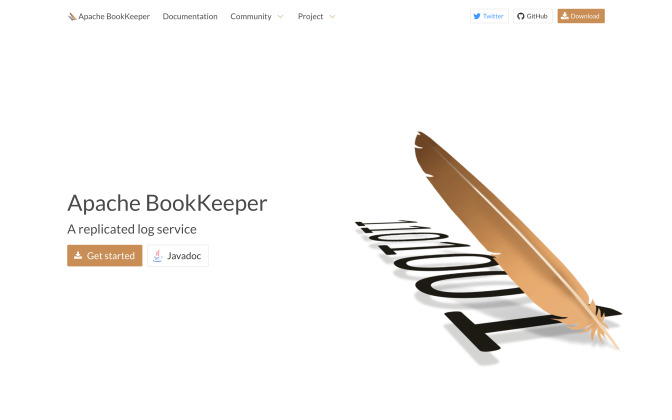 Apache BookKeeper Documentation Community Project Twitter GitHub Download
Apache BookKeeper
A replicated log service
Get started Javadoc